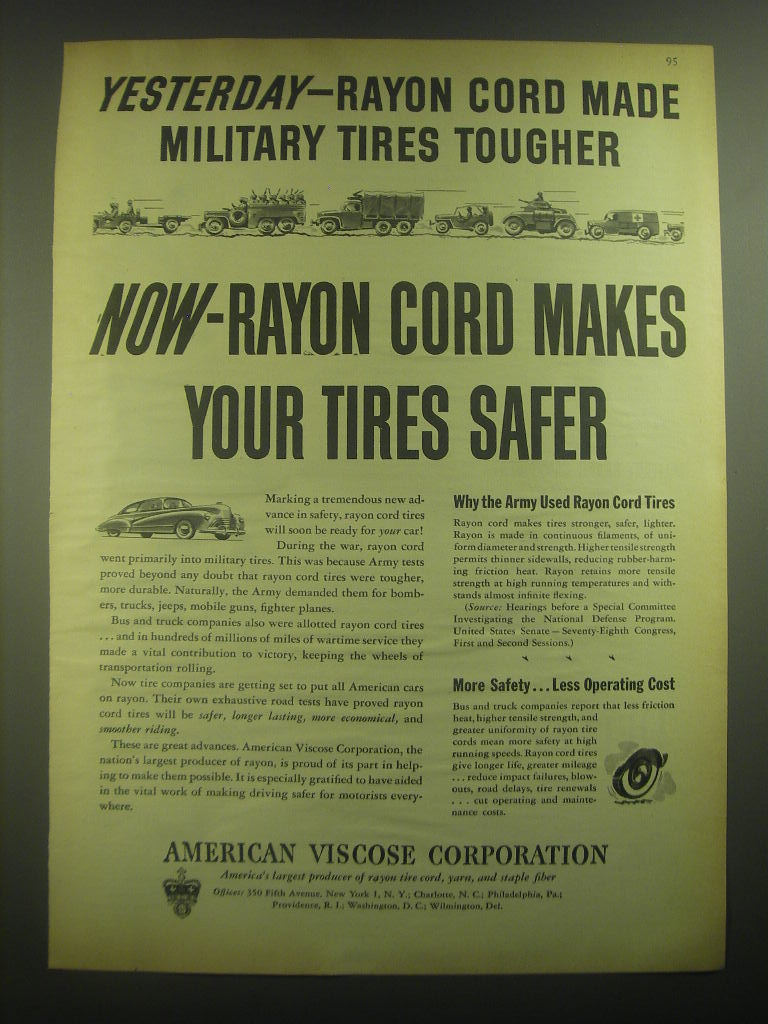 95
YESTERDAY—RAYON CORD MADE
MILITARY TIRES TOUGHER
NOW-RAYON CORD MAKES
YOUR TIRES SAFER
Marking a tremendous new ad-
vance in safety, rayon cord tires
will soon be ready for your car!
During the war, rayon cord
went primarily into military tires. This was because Army tests
proved beyond any doubt that rayon cord tires were tougher,
more durable. Naturally, the Army demanded them for bomb-
ers, trucks, jeeps, mobile guns, fighter planes.
Bus and truck companies also were allotted rayon cord tires
... and in hundreds of millions of miles of wartime service they
made a vital contribution to victory, keeping the wheels of
transportation rolling.
Now tire companies are getting set to put all American cars
on rayon. Their own exhaustive road tests have proved rayon
cord tires will be safer, longer lasting, more economical, and
smoother riding.
These are great advances. American Viscose Corporation, the
nation's largest producer of rayon, is proud of its part in help-
ing to make them possible. It is especially gratified to have aided
in the vital work of making driving safer for motorists every-
where.
Why the Army Used Rayon Cord Tires
Rayon cord makes tires stronger, safer, lighter.
Rayon is made in continuous filaments, of uni-
form diameter and strength. Higher tensile strength
permits thinner sidewalls, reducing rubber-harm-
ing friction heat. Rayon retains more tensile
strength at high running temperatures and with-
stands almost infinite flexing.
(Source: Hearings before a Special Committee
Investigating the National Defense Program.
United States Senate—Seventy-Eighth Congress,
First and Second Sessions.)
More Safety... Less Operating Cost
Bus and truck companies report that less friction
heat, higher tensile strength, and
greater uniformity of rayon tire
cords mean more safety at high
running speeds. Rayon cord tires
give longer life, greater mileage
... reduce impact failures, blow-
outs, road delays, tire renewals
... cut operating and mainte-
nance costs.
AMERICAN VISCOSE CORPORATION
America's largest producer of rayon tire cord, yarn, and staple fiber
Offices: 350 Fifth Avenue, New York 1, N. Y.; Charlotte, N. C.; Philadelphia, Pa.;
Providence, R. I.; Washington, D. C.; Wilmington, Del.